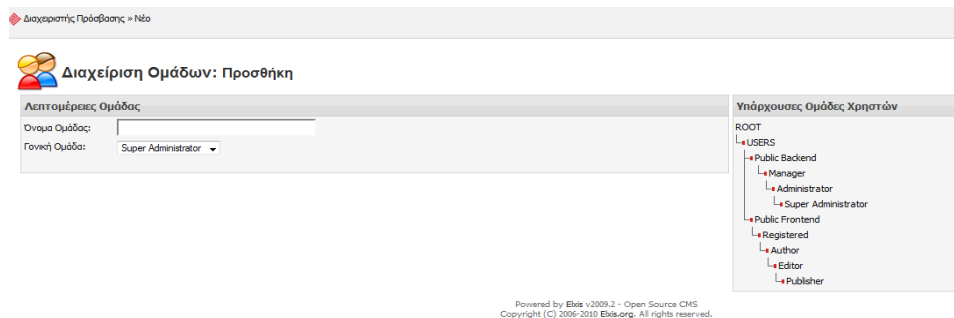 Διαχειριστής Πρόσβασης » Νέο
Διαχείριση Ομάδων: Προσθήκη
Λεπτομέρειες Ομάδας
Όνομα Ομάδας:
Γονική Ομάδα: Super Administrator
Υπάρχουσες Ομάδες Χρηστών
ROOT
USERS
Public Backend
Manager
Administrator
Super Administrator
Public Frontend
Registered
Author
Editor
Publisher
Powered by Elxis v2009.2 - Open Source CMS
Copyright (C) 2006-2010 Elxis.org. All rights reserved.